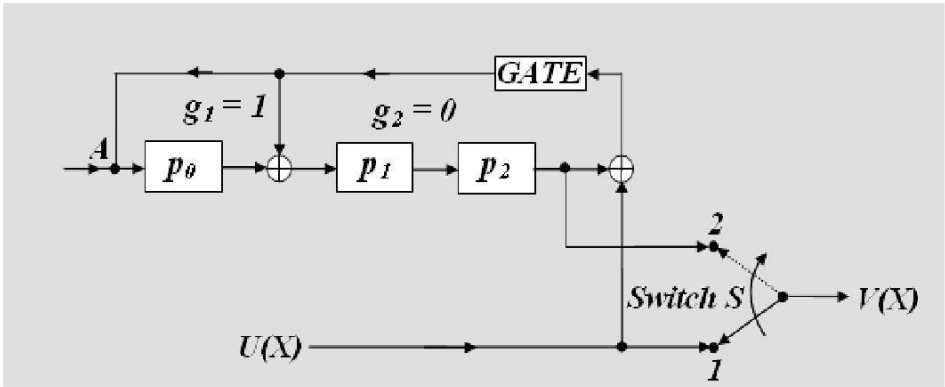 GATE
g1 = 1
g2 = 0
A
p0
p1
p2
2
Switch S
V(X)
U(X)
1